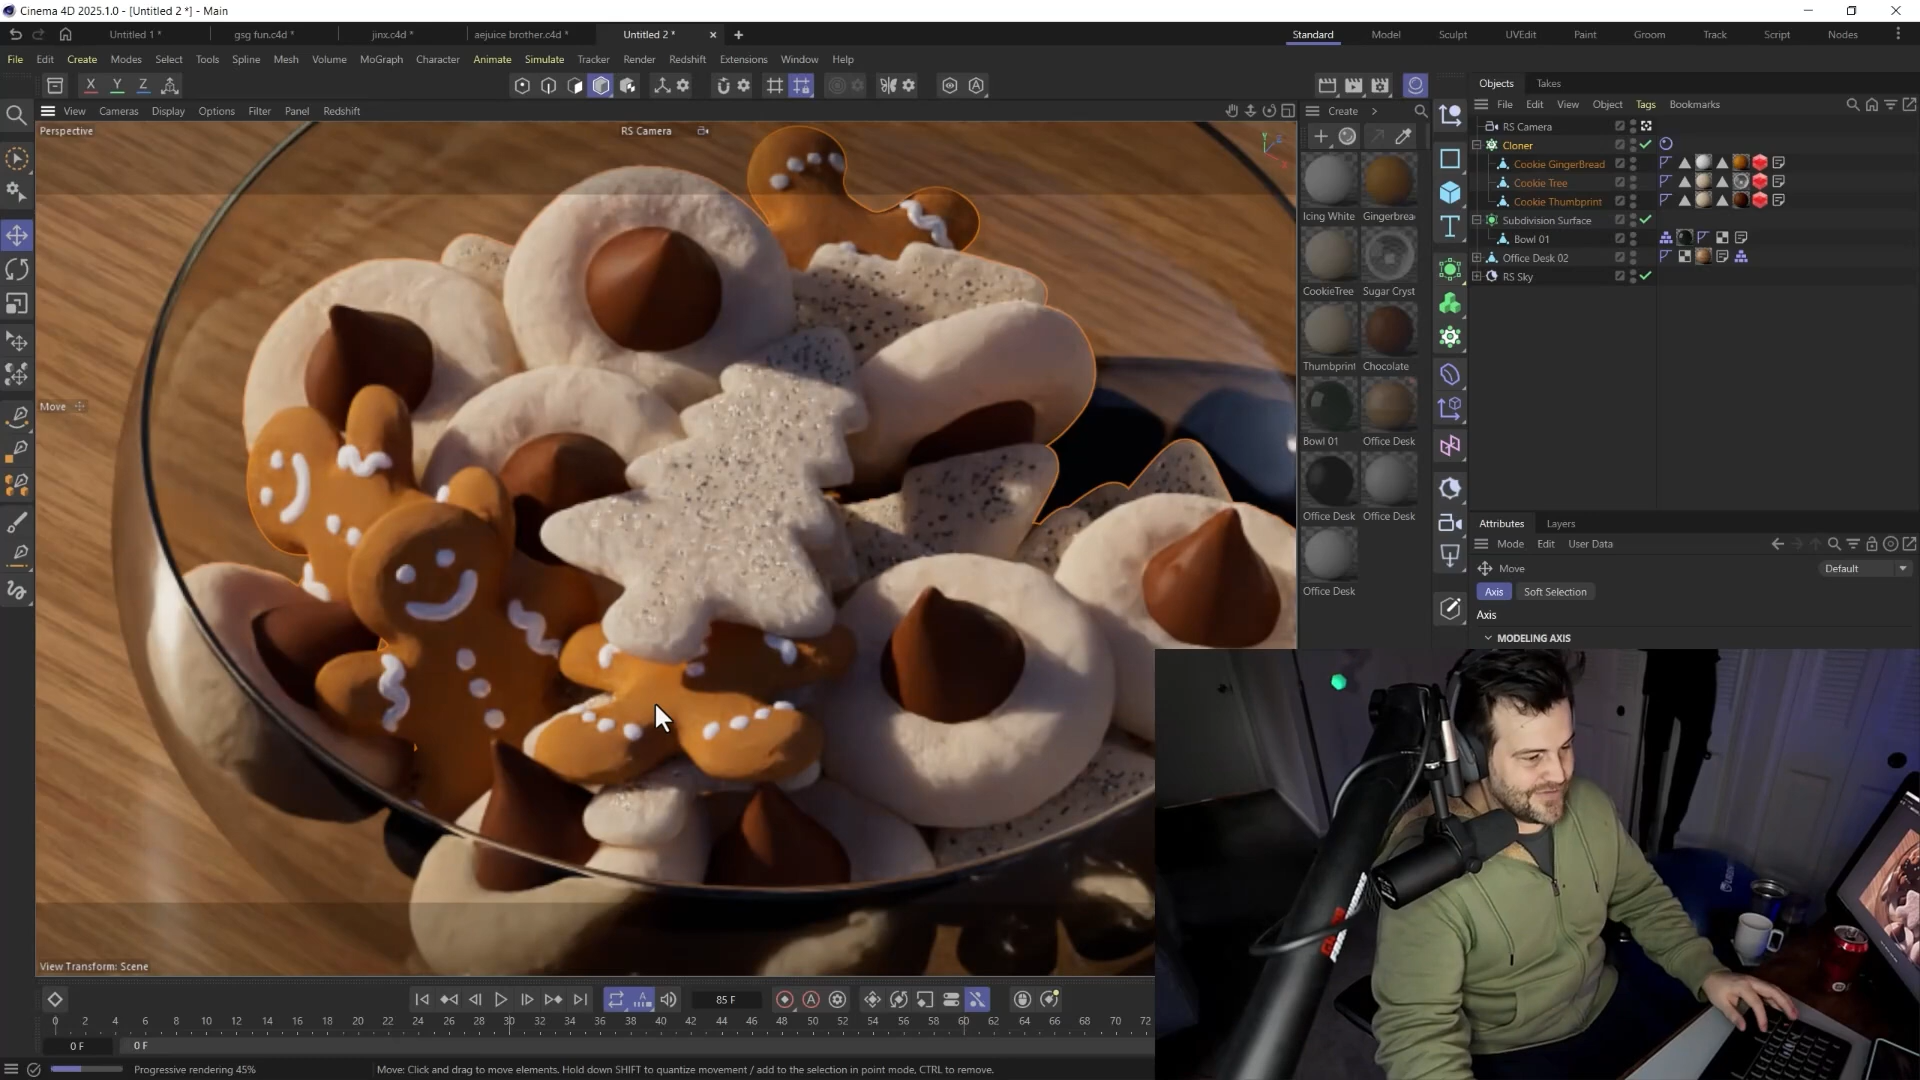 Cinema 4D 2025.1.0 - [Untitled 2 *] - Main
Untitled 1 *
gsg fun.c4d *
jinx.c4d *
aejuice brother.c4d *
Untitled 2 *
Standard
Model
Sculpt
UVEdit
Paint
Groom
Track
Script
Nodes
File Edit Create Modes Select Tools Spline Mesh Volume MoGraph Character Animate Simulate Tracker Render Redshift Extensions Window Help
X Y Z
Objects Takes
View Cameras Display Options Filter Panel Redshift
Create
File Edit View Object Tags Bookmarks
Perspective
RS Camera
RS Camera
Cloner
Cookie GingerBread
Cookie Tree
Cookie Thumbprint
Subdivision Surface
Bowl 01
Office Desk 02
RS Sky
Icing White
Gingerbrea
CookieTree
Sugar Cryst
Thumbprint
Chocolate
Bowl 01
Office Desk
Office Desk
Office Desk
Office Desk
Move
Attributes Layers
Mode Edit User Data
Move
Default
Axis
Soft Selection
Axis
MODELING AXIS
View Transform: Scene
85 F
0 2 4 6 8 10 12 14 16 18 20 22 24 26 28 30 32 34 36 38 40 42 44 46 48 50 52 54 56 58 60 62 64 66 68 70 72
0 F
0 F
Progressive rendering 45%
Move: Click and drag to move elements. Hold down SHIFT to quantize movement / add to the selection in point mode, CTRL to remove.